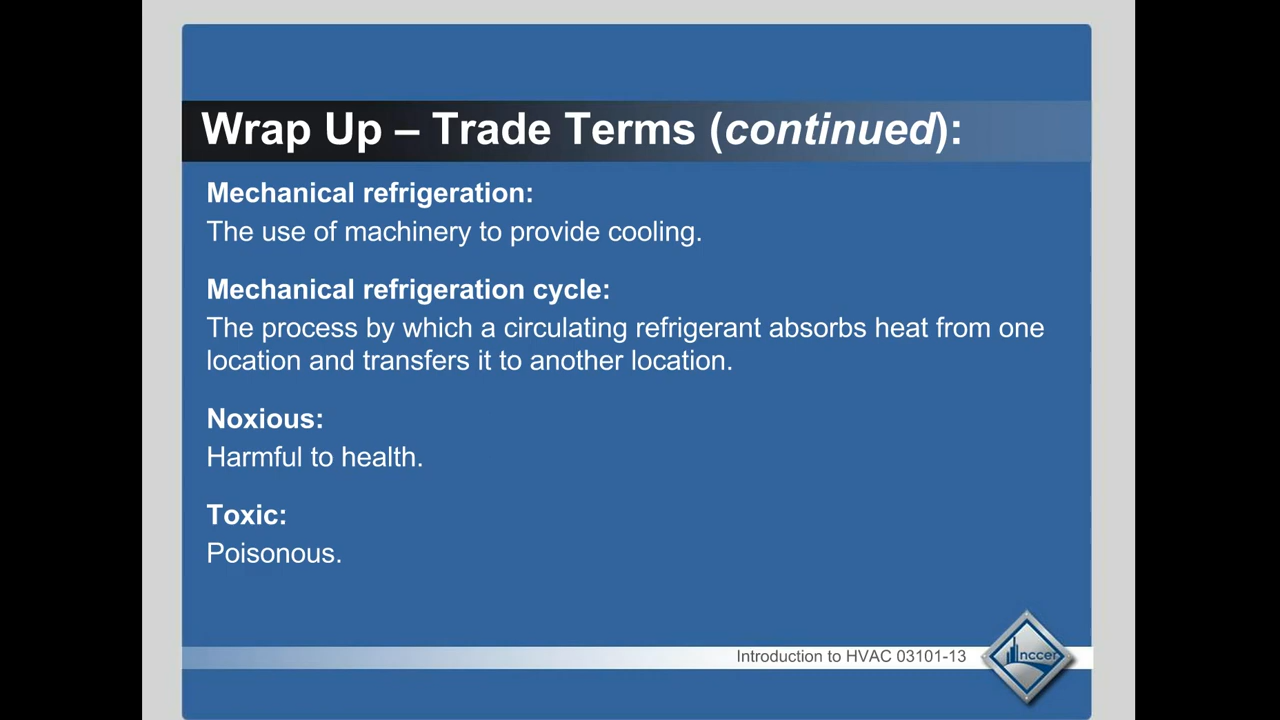 Wrap Up – Trade Terms (continued):
Mechanical refrigeration:
The use of machinery to provide cooling.
Mechanical refrigeration cycle:
The process by which a circulating refrigerant absorbs heat from one
location and transfers it to another location.
Noxious:
Harmful to health.
Toxic:
Poisonous.
Introduction to HVAC 03101-13
nccer